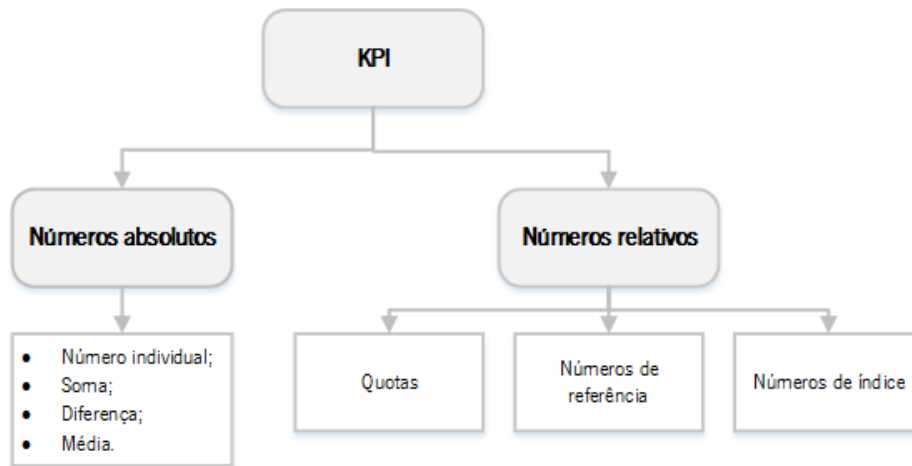 KPI
Números absolutos
Números relativos
• Número individual;
• Soma;
• Diferença;
• Média.
Quotas
Números de
referência
Números de índice